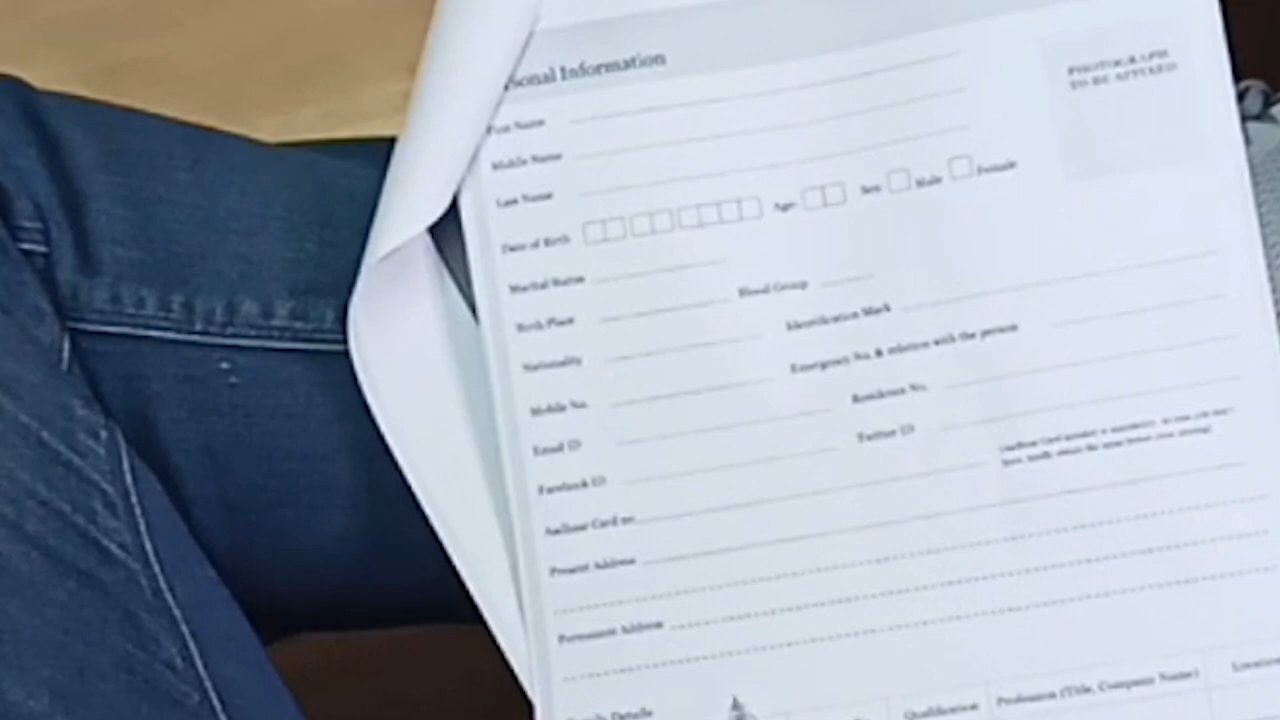 sonal Information
PHOTOGRAPH
TO BE AFFIXED
First Name
Middle Name
Last Name
Date of Birth Age: Sex: Male Female
Marital Status
Birth Place Blood Group
Nationality Identification Mark
Mobile No. Emergency No. & relation with the person
Email ID Residence No.
Facebook ID Twitter ID
Aadhaar Card no.
Present Address
Permanent Address
Details
Qualification
Profession (Title, Company Name)
Location